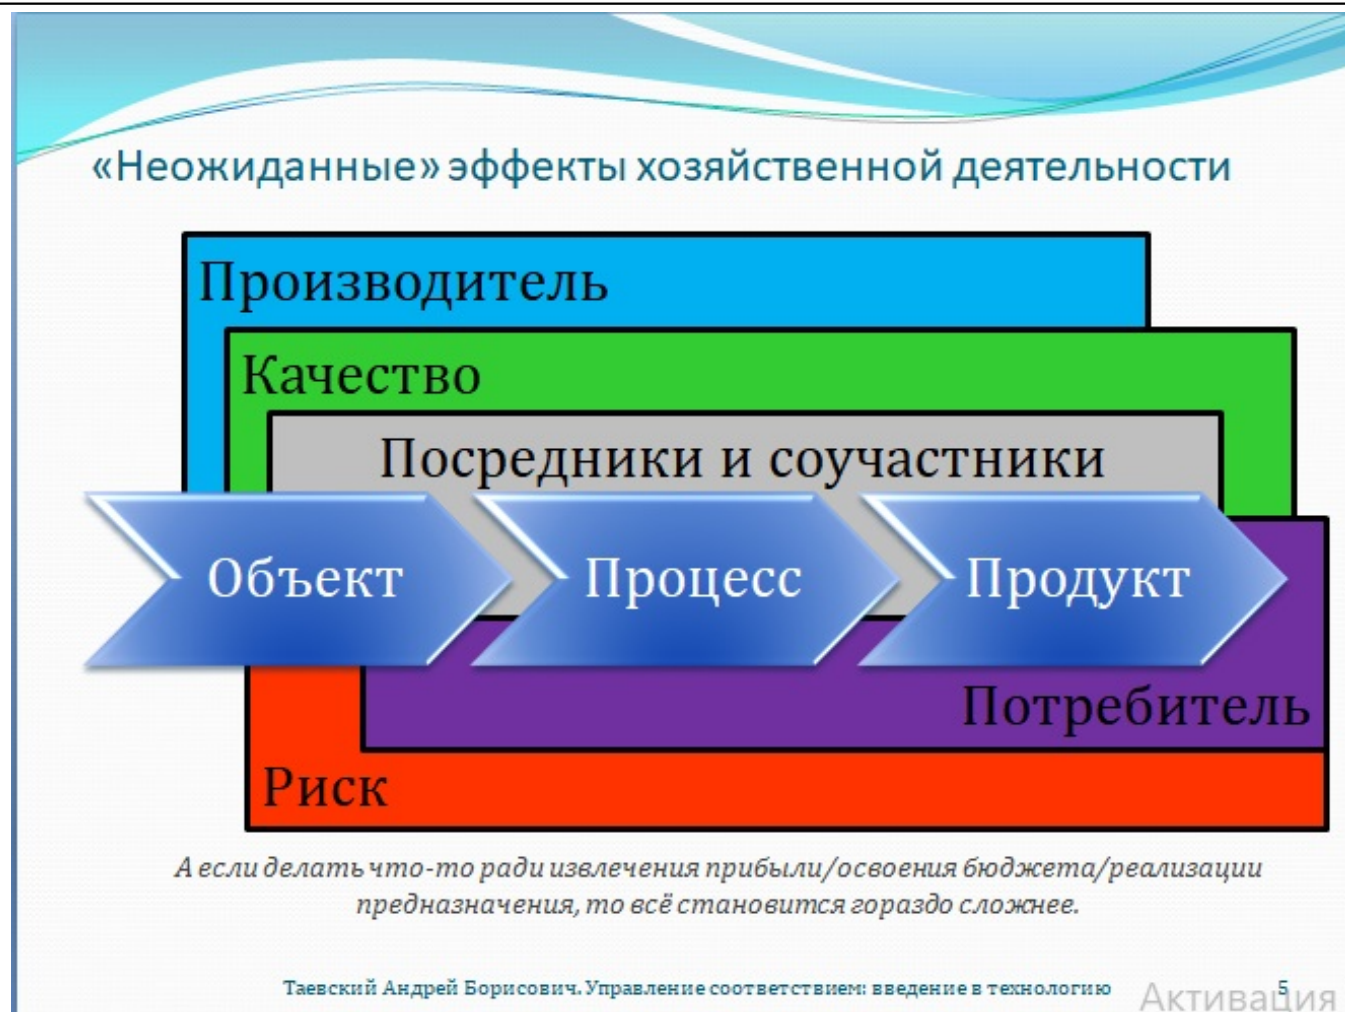 «Неожиданные» эффекты хозяйственной деятельности
Производитель
Качество
Посредники и соучастники
Объект
Процесс
Продукт
Потребитель
Риск
А если делать что-то ради извлечения прибыли/освоения бюджета/реализации
предназначения, то всё становится гораздо сложнее.
Таевский Андрей Борисович. Управление соответствием: введение в технологию
5
Активация